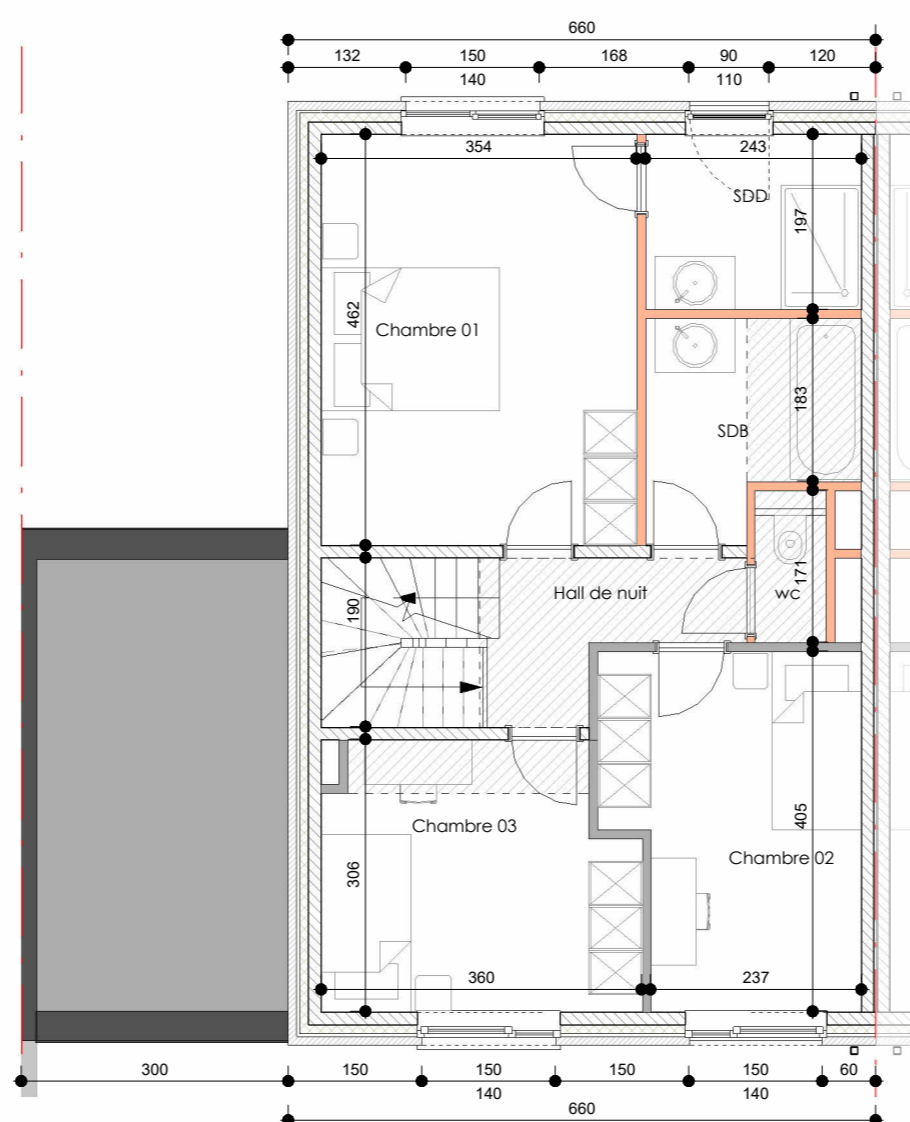 660
132 150 168 90 120
140 110
354 243
SDD
197
462
Chambre 01
183
SDB
171
Hall de nuit
wc
190
405
Chambre 03
Chambre 02
306
360 237
300 150 150 150 150 60
140 140
660